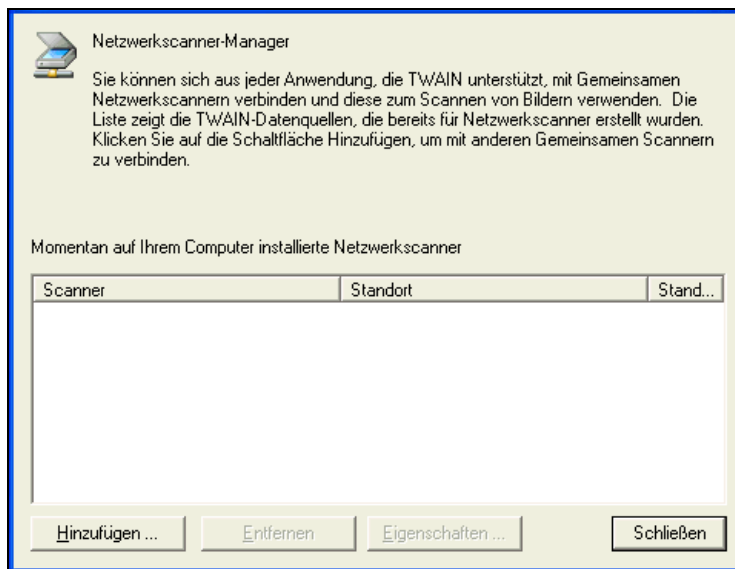 Netzwerkscanner-Manager
Sie können sich aus jeder Anwendung, die TWAIN unterstützt, mit Gemeinsamen
Netzwerkscannern verbinden und diese zum Scannen von Bildern verwenden. Die
Liste zeigt die TWAIN-Datenquellen, die bereits für Netzwerkscanner erstellt wurden.
Klicken Sie auf die Schaltfläche Hinzufügen, um mit anderen Gemeinsamen Scannern
zu verbinden.
Momentan auf Ihrem Computer installierte Netzwerkscanner
Scanner Standort Stand...
Hinzufügen ... Entfernen Eigenschaften ... Schließen